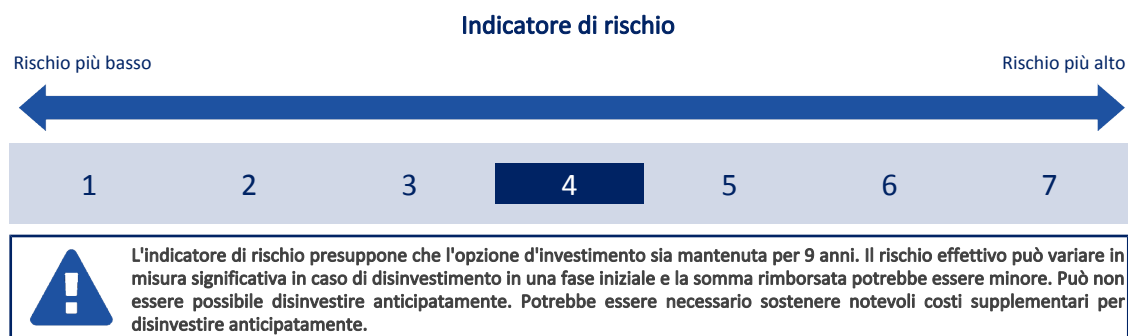 Indicatore di rischio
Rischio più basso
Rischio più alto
1 2 3 4 5 6 7
L'indicatore di rischio presuppone che l'opzione d'investimento sia mantenuta per 9 anni. Il rischio effettivo può variare in
misura significativa in caso di disinvestimento in una fase iniziale e la somma rimborsata potrebbe essere minore. Può non
essere possibile disinvestire anticipatamente. Potrebbe essere necessario sostenere notevoli costi supplementari per
disinvestire anticipatamente.